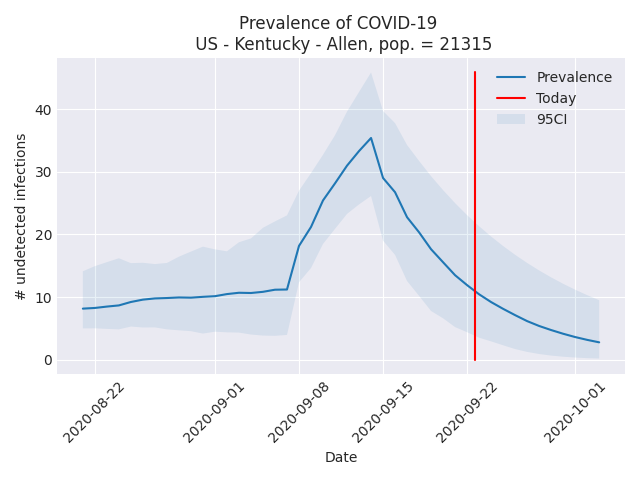 Prevalence of COVID-19
US - Kentucky - Allen, pop. = 21315
# undetected infections
40
30
20
10
0
Prevalence
Today
95CI
2020-08-22
2020-09-01
2020-09-08
2020-09-15
2020-09-22
2020-10-01
Date